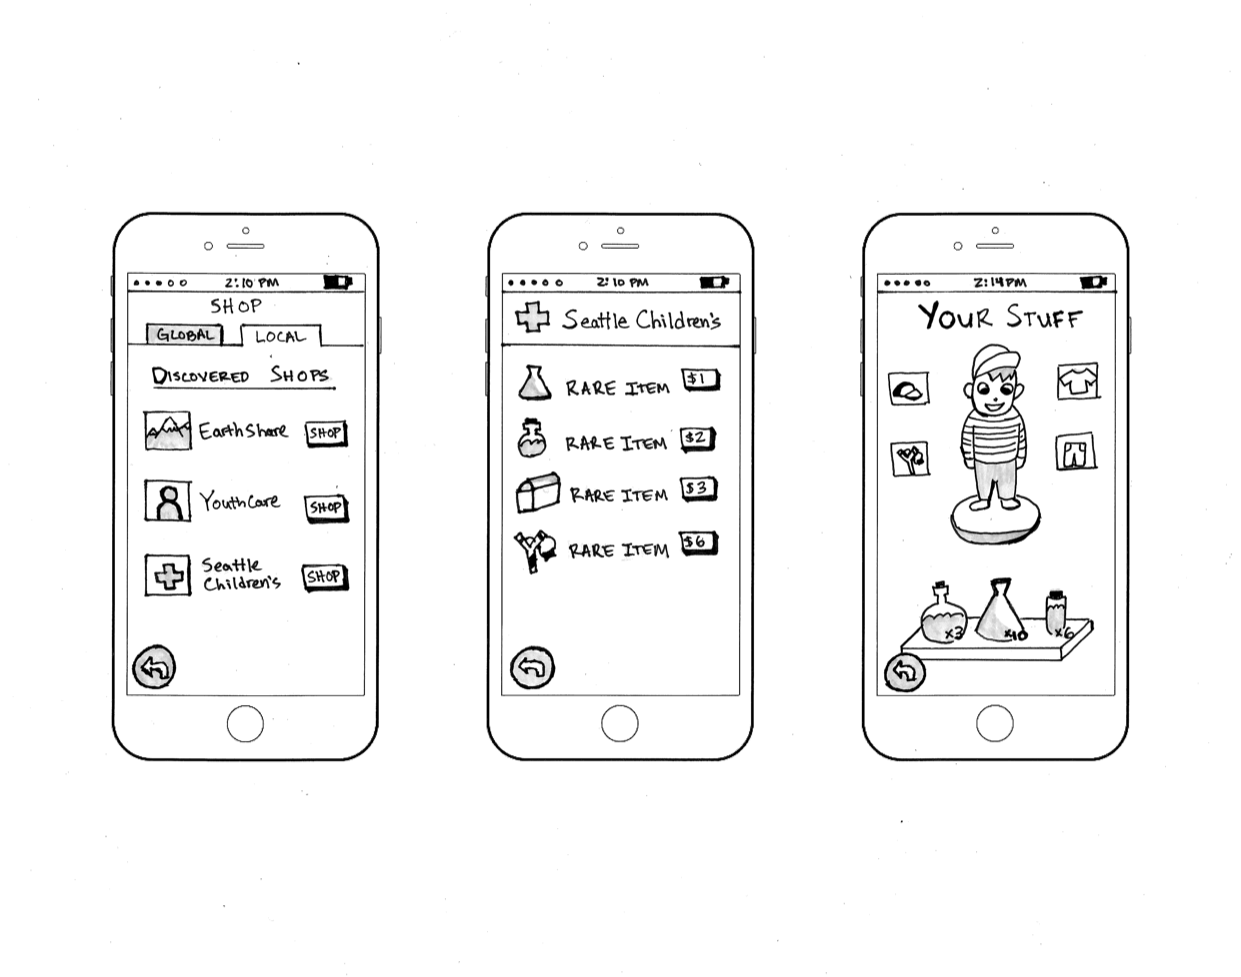 2:10 PM
SHOP
GLOBAL
LOCAL
DISCOVERED SHOPS
EarthShare
SHOP
YouthCare
SHOP
Seattle
Children's
SHOP
2:10 PM
Seattle Children's
RARE ITEM
$1
RARE ITEM
$2
RARE ITEM
$3
RARE ITEM
$6
2:14 PM
YOUR STUFF
x3
x10
x6